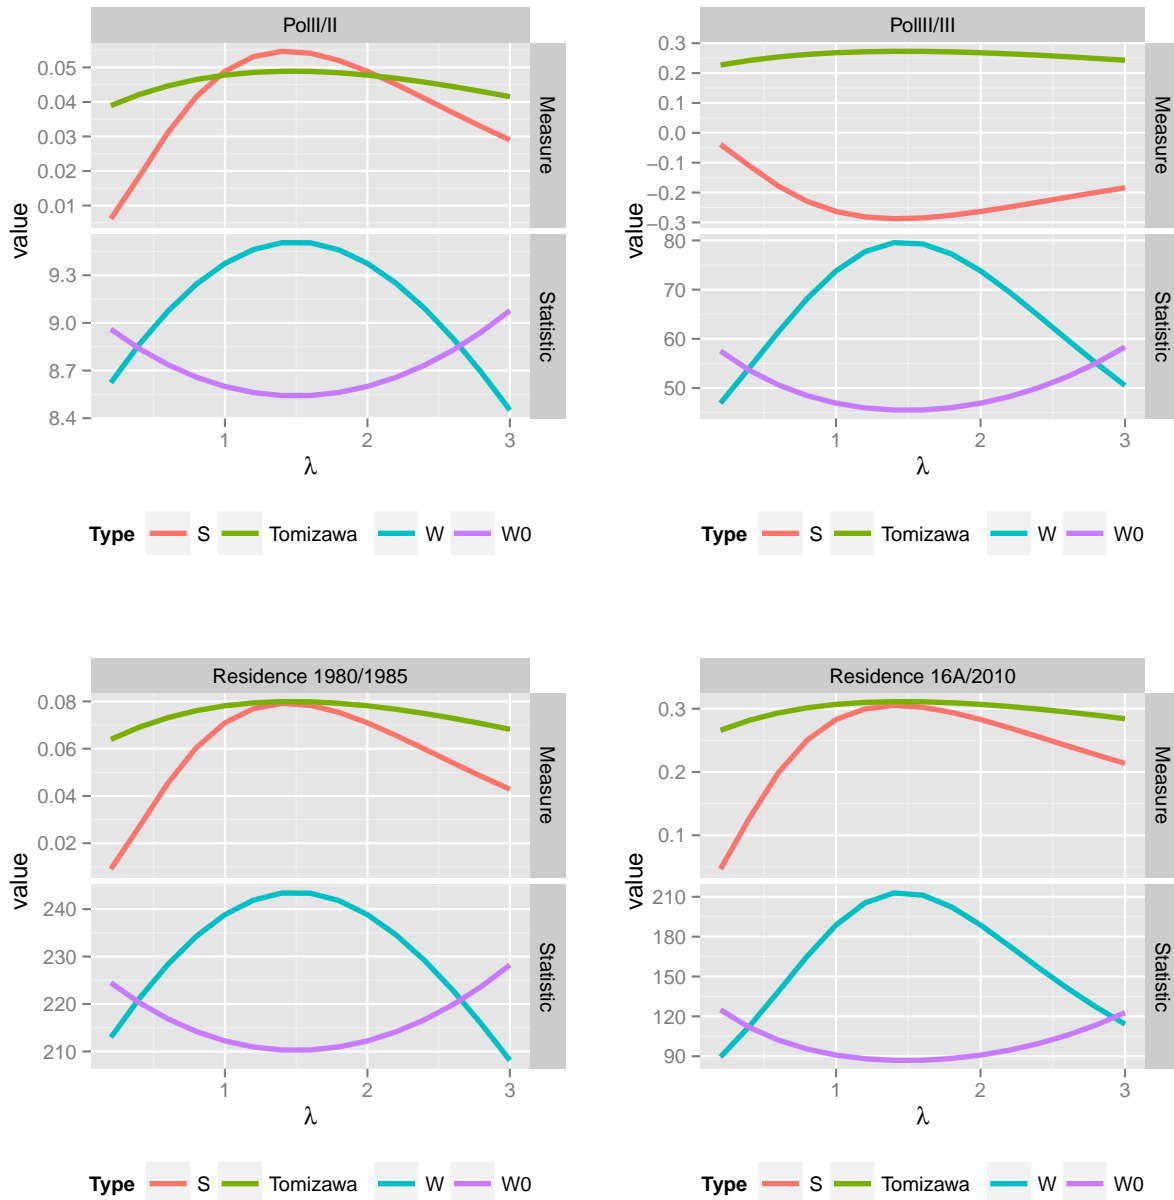 PolII/II
0.05
0.04
0.03
0.02
0.01
Measure
value
9.3
9.0
8.7
8.4
Statistic
1 2 3
λ
Type S Tomizawa W W0
PolIII/III
0.3
0.2
0.1
0.0
−0.1
−0.2
−0.3
Measure
value
80
70
60
50
Statistic
1 2 3
λ
Type S Tomizawa W W0
Residence 1980/1985
0.08
0.06
0.04
0.02
Measure
value
240
230
220
210
Statistic
1 2 3
λ
Type S Tomizawa W W0
Residence 16A/2010
0.3
0.2
0.1
Measure
value
210
180
150
120
90
Statistic
1 2 3
λ
Type S Tomizawa W W0